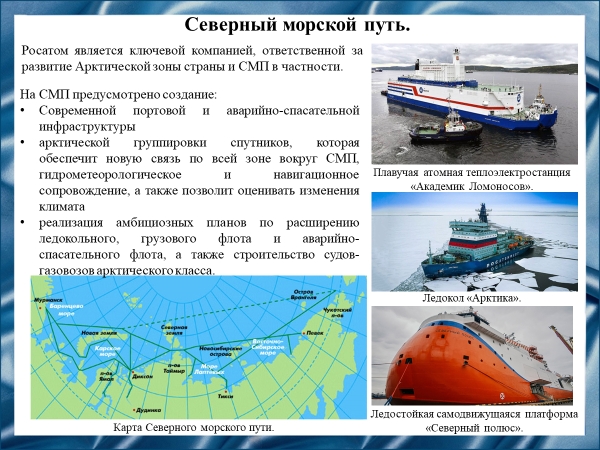 Северный морской путь.
Росатом является ключевой компанией, ответственной за
развитие Арктической зоны страны и СМП в частности.
На СМП предусмотрено создание:
• Современной портовой и аварийно-спасательной
инфраструктуры
• арктической группировки спутников, которая
обеспечит новую связь по всей зоне вокруг СМП,
гидрометеорологическое и навигационное
сопровождение, а также позволит оценивать изменения
климата
• реализация амбициозных планов по расширению
ледокольного, грузового флота и аварийно-
спасательного флота, а также строительство судов-
газовозов арктического класса.
Плавучая атомная теплоэлектростанция
«Академик Ломоносов».
Ледокол «Арктика».
Ледостойкая самодвижущаяся платформа
«Северный полюс».
Мурманск
Баренцево
море
Новая земля
Карское
море
п-ов
Ямал
Диксон
Дудинка
Северная
земля
п-ов
Таймыр
Новосибирские
острова
Море
Лаптевых
Тикси
Восточно-
Сибирское
море
Остров
Врангеля
Чукотский
п-ов
Певек
Карта Северного морского пути.